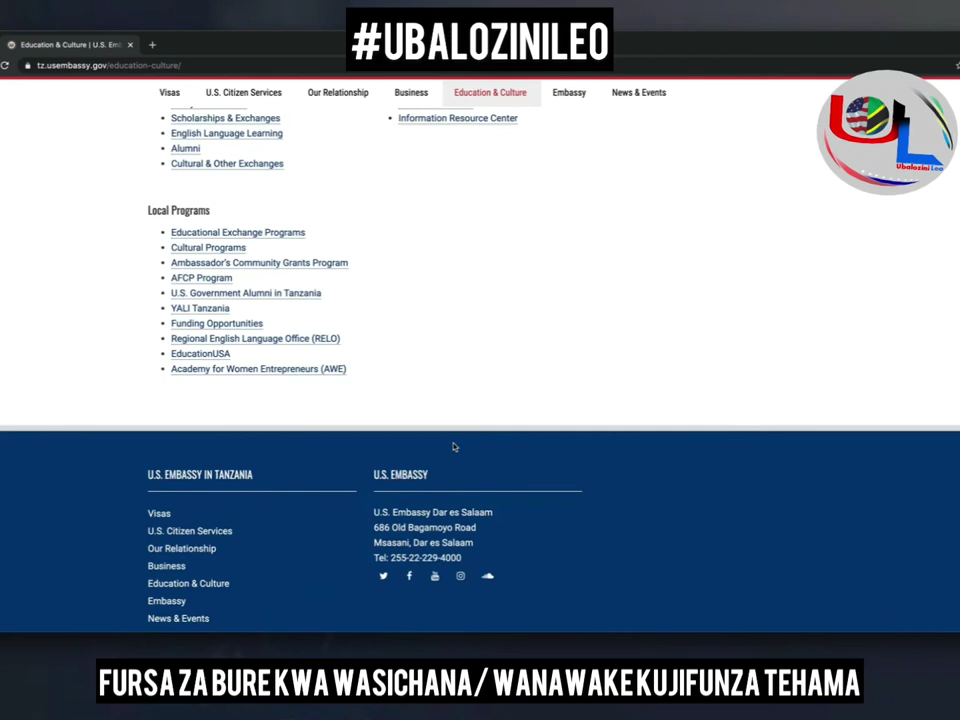 #UBALOZINILEO
Education & Culture | U.S. Em
tz.usembassy.gov/education-culture/
Visas
U.S. Citizen Services
Our Relationship
Business
Education & Culture
Embassy
News & Events
UL
Ubalozini Leo
Scholarships & Exchanges
English Language Learning
Alumni
Cultural & Other Exchanges
Information Resource Center
Local Programs
Educational Exchange Programs
Cultural Programs
Ambassador's Community Grants Program
AFCP Program
U.S. Government Alumni in Tanzania
YALI Tanzania
Funding Opportunities
Regional English Language Office (RELO)
EducationUSA
Academy for Women Entrepreneurs (AWE)
U.S. EMBASSY IN TANZANIA
Visas
U.S. Citizen Services
Our Relationship
Business
Education & Culture
Embassy
News & Events
U.S. EMBASSY
U.S. Embassy Dar es Salaam
686 Old Bagamoyo Road
Msasani, Dar es Salaam
Tel: 255-22-229-4000
FURSA ZA BURE KWA WASICHANA/ WANAWAKE KUJIFUNZA TEHAMA